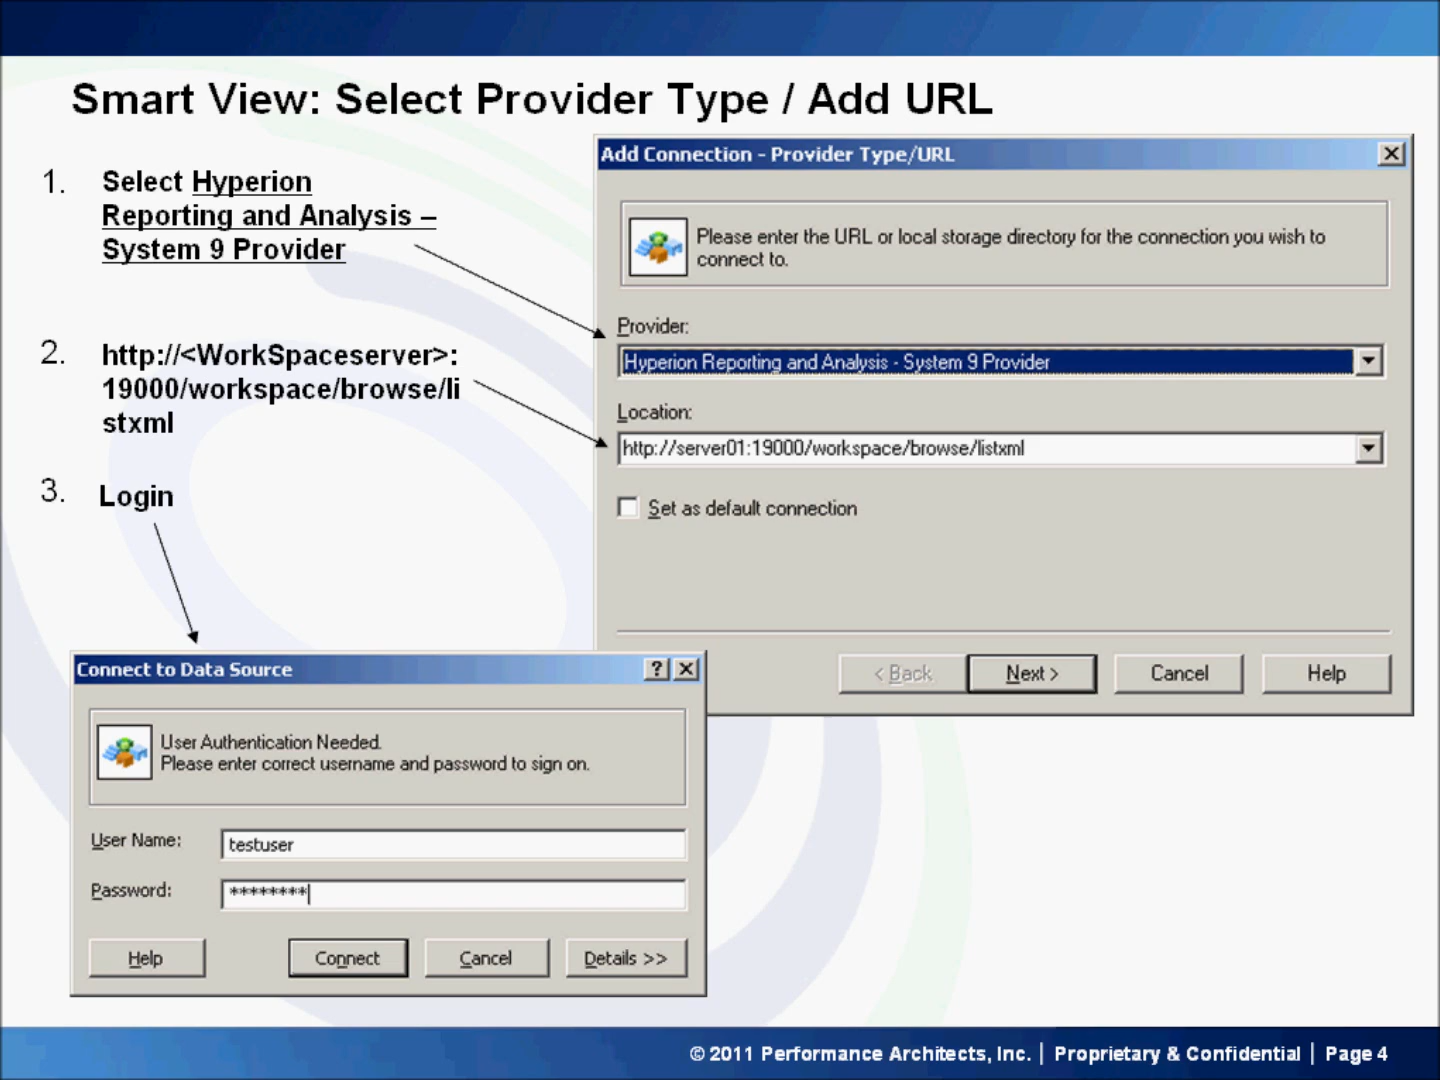 Smart View: Select Provider Type / Add URL
1. Select Hyperion
Reporting and Analysis –
System 9 Provider
2. http://<WorkSpaceserver>:
19000/workspace/browse/li
stxml
3. Login
Add Connection - Provider Type/URL
Please enter the URL or local storage directory for the connection you wish to
connect to.
Provider:
Hyperion Reporting and Analysis - System 9 Provider
Location:
http://server01:19000/workspace/browse/listxml
Set as default connection
< Back
Next >
Cancel
Help
Connect to Data Source
User Authentication Needed.
Please enter correct username and password to sign on.
User Name:
testuser
Password:
********
Help
Connect
Cancel
Details >>
© 2011 Performance Architects, Inc. | Proprietary & Confidential | Page 4